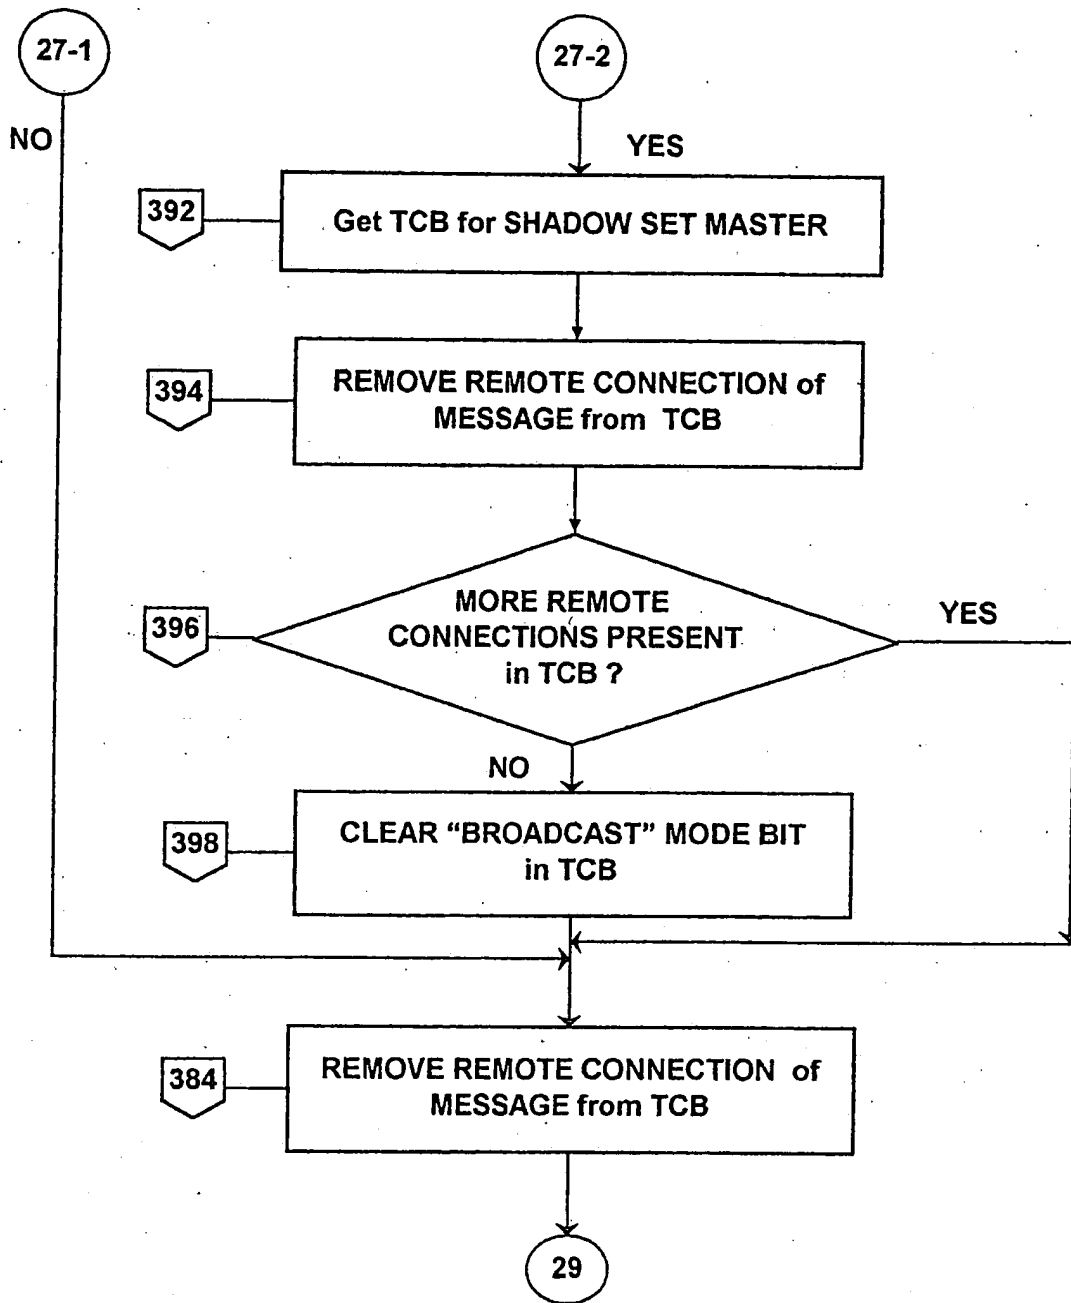 27-1
27-2
NO
YES
392
Get TCB for SHADOW SET MASTER
394
REMOVE REMOTE CONNECTION of
MESSAGE from TCB
396
MORE REMOTE
CONNECTIONS PRESENT
in TCB ?
YES
NO
398
CLEAR “BROADCAST” MODE BIT
in TCB
384
REMOVE REMOTE CONNECTION of
MESSAGE from TCB
29